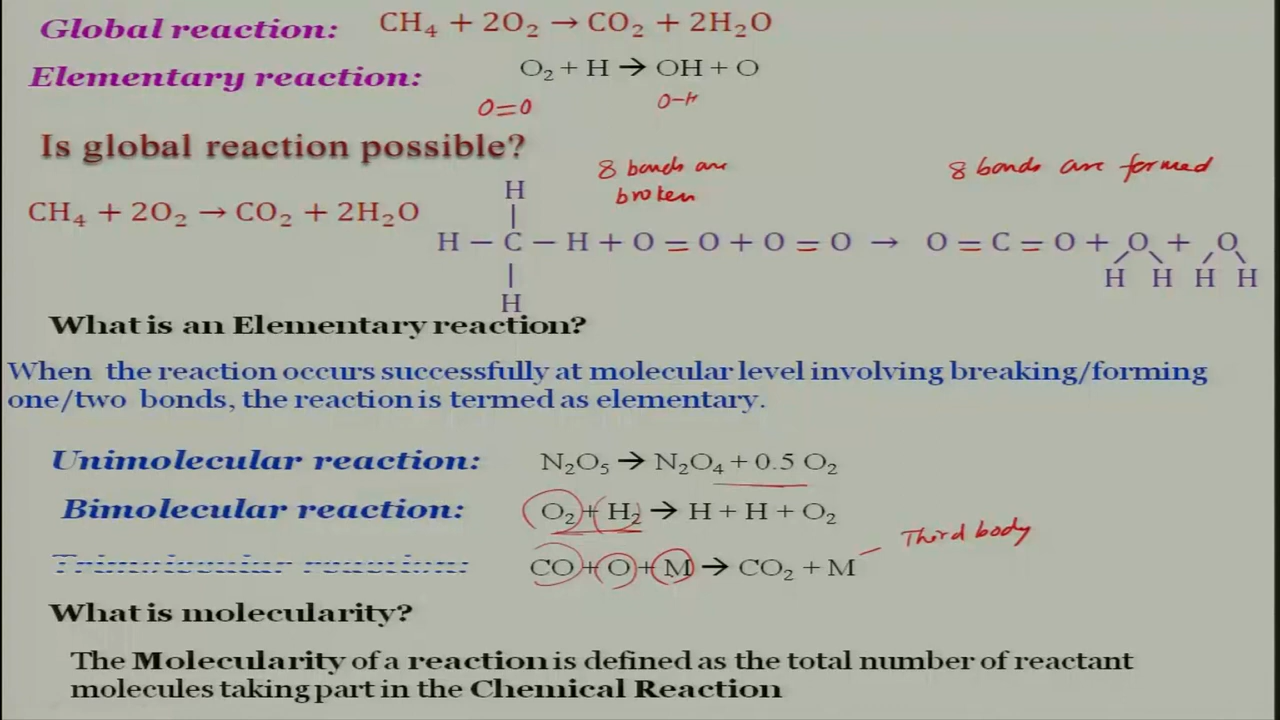 Global reaction: CH₄ + 2O₂ → CO₂ + 2H₂O
Elementary reaction: O₂ + H → OH + O
O=O O-H
Is global reaction possible?
8 bonds are broken
8 bonds are formed
CH₄ + 2O₂ → CO₂ + 2H₂O
H
|
H – C – H + O = O + O = O → O = C = O + O + O
| H H H H
H
What is an Elementary reaction?
When the reaction occurs successfully at molecular level involving breaking/forming
one/two bonds, the reaction is termed as elementary.
Unimolecular reaction: N₂O₅ → N₂O₄ + 0.5 O₂
Bimolecular reaction: O₂ + H₂ → H + H + O₂
Third body
Trimolecular reaction: CO + O + M → CO₂ + M
What is molecularity?
The Molecularity of a reaction is defined as the total number of reactant
molecules taking part in the Chemical Reaction